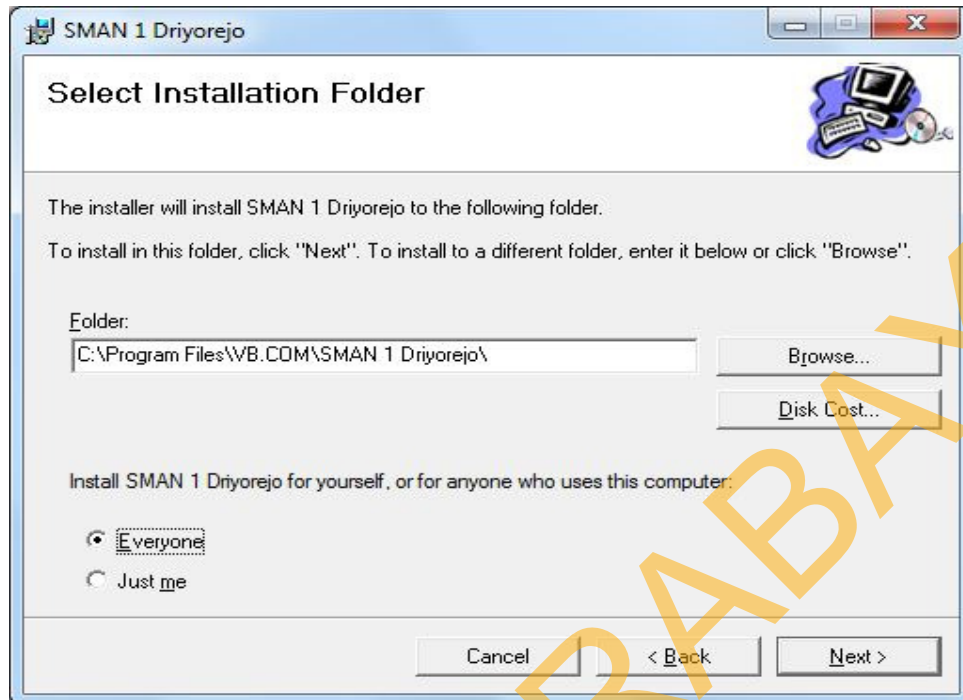 SMAN 1 Driyorejo
Select Installation Folder
The installer will install SMAN 1 Driyorejo to the following folder.
To install in this folder, click "Next". To install to a different folder, enter it below or click "Browse".
Folder:
C:\Program Files\VB.COM\SMAN 1 Driyorejo\
Browse...
Disk Cost...
Install SMAN 1 Driyorejo for yourself, or for anyone who uses this computer:
Everyone
Just me
Cancel
< Back
Next >
RABAY